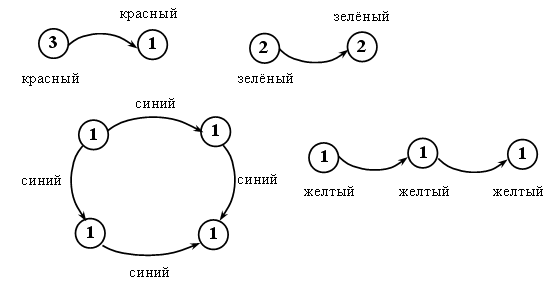 красный
зелёный
3 1
2 2
красный
зелёный
синий
1 1
1 1 1
синий
синий
желтый желтый желтый
1 1
синий